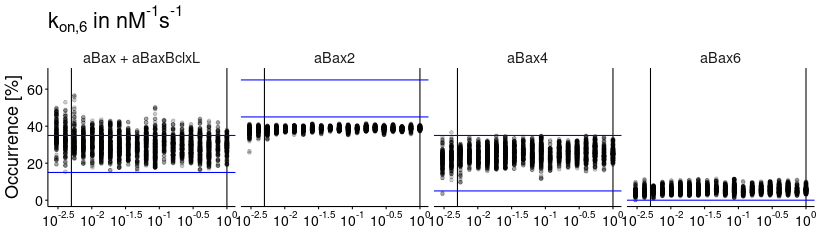 k_on,6 in nM^-1 s^-1
aBax + aBaxBclxL aBax2 aBax4 aBax6
Occurrence [%]
60
40
20
0
10^-2.5 10^-2 10^-1.5 10^-1 10^-0.5 10^0 10^-2.5 10^-2 10^-1.5 10^-1 10^-0.5 10^0 10^-2.5 10^-2 10^-1.5 10^-1 10^-0.5 10^0 10^-2.5 10^-2 10^-1.5 10^-1 10^-0.5 10^0